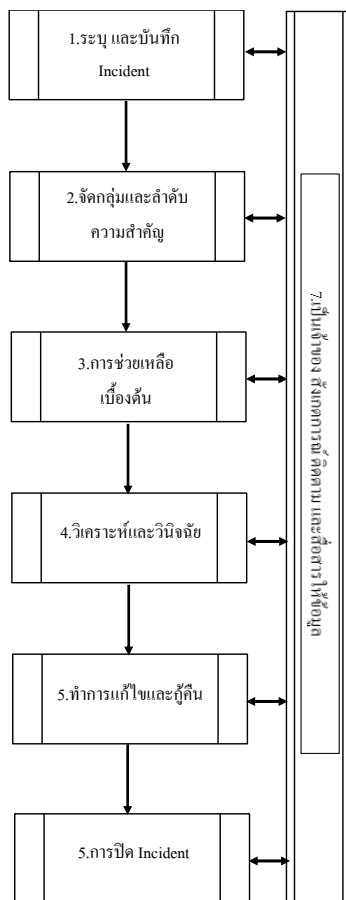 1.ระบุ และบันทึก
Incident
2.จัดกลุ่มและลำดับ
ความสำคัญ
3.การช่วยเหลือ
เบื้องต้น
4.วิเคราะห์และวินิจฉัย
5.ทำการแก้ไขและกู้คืน
5.การปิด Incident
7.เป็นเจ้าของ สังเกตการณ์ ติดตาม และสื่อสารให้ข้อมูล